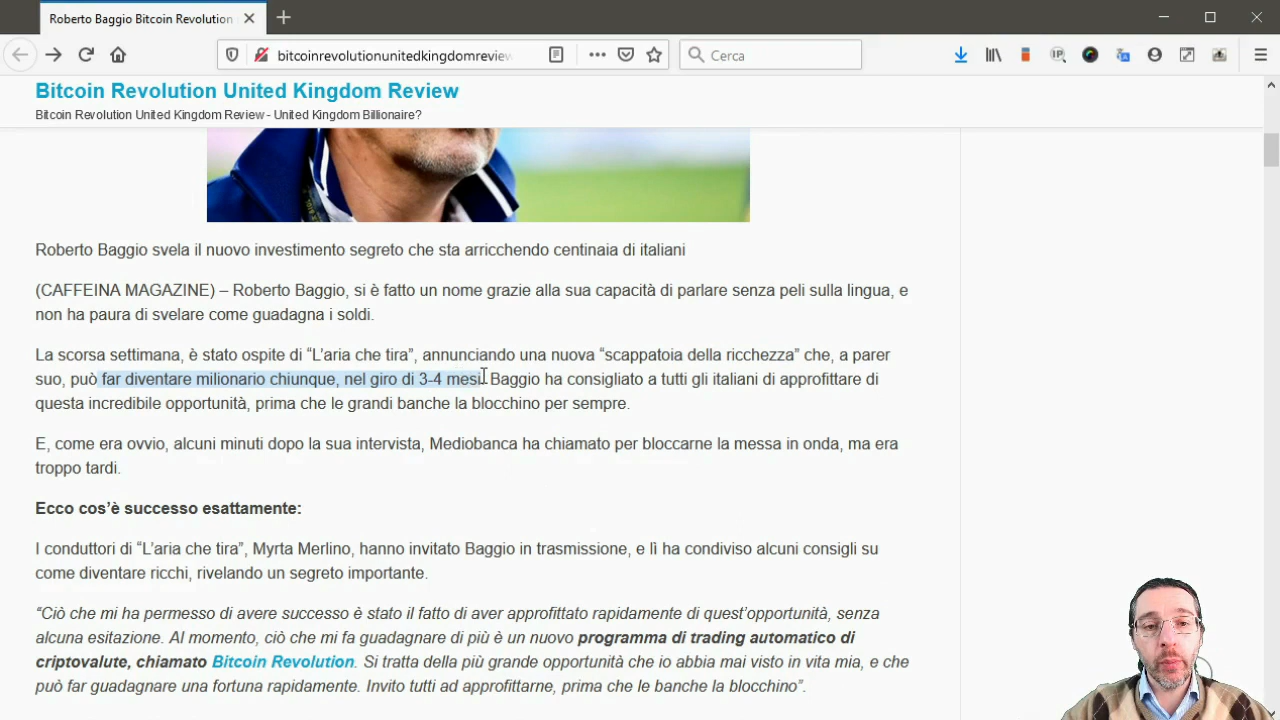 Roberto Baggio Bitcoin Revolution
bitcoinrevolutionunitedkingdomreview
Cerca
Bitcoin Revolution United Kingdom Review
Bitcoin Revolution United Kingdom Review - United Kingdom Billionaire?
Roberto Baggio svela il nuovo investimento segreto che sta arricchendo centinaia di italiani
(CAFFEINA MAGAZINE) – Roberto Baggio, si è fatto un nome grazie alla sua capacità di parlare senza peli sulla lingua, e
non ha paura di svelare come guadagna i soldi.
La scorsa settimana, è stato ospite di “L’aria che tira”, annunciando una nuova “scappatoia della ricchezza” che, a parer
suo, può far diventare milionario chiunque, nel giro di 3-4 mesi. Baggio ha consigliato a tutti gli italiani di approfittare di
questa incredibile opportunità, prima che le grandi banche la blocchino per sempre.
E, come era ovvio, alcuni minuti dopo la sua intervista, Mediobanca ha chiamato per bloccarne la messa in onda, ma era
troppo tardi.
Ecco cos’è successo esattamente:
I conduttori di “L’aria che tira”, Myrta Merlino, hanno invitato Baggio in trasmissione, e lì ha condiviso alcuni consigli su
come diventare ricchi, rivelando un segreto importante.
“Ciò che mi ha permesso di avere successo è stato il fatto di aver approfittato rapidamente di quest’opportunità, senza
alcuna esitazione. Al momento, ciò che mi fa guadagnare di più è un nuovo programma di trading automatico di
criptovalute, chiamato Bitcoin Revolution. Si tratta della più grande opportunità che io abbia mai visto in vita mia, e che
può far guadagnare una fortuna rapidamente. Invito tutti ad approfittarne, prima che le banche la blocchino”.